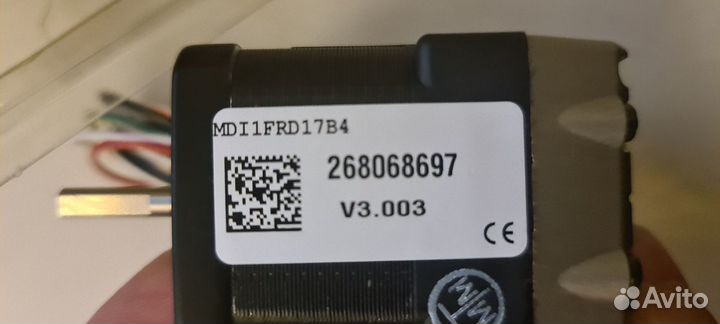 MDI1FRD17B4
268068697
V3.003
CE
Avito